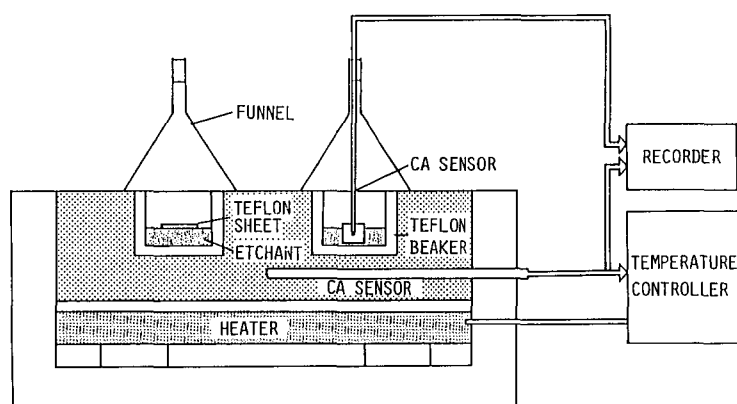 FUNNEL
CA SENSOR
RECORDER
TEFLON
SHEET
ETCHANT
TEFLON
BEAKER
CA SENSOR
TEMPERATURE
CONTROLLER
HEATER